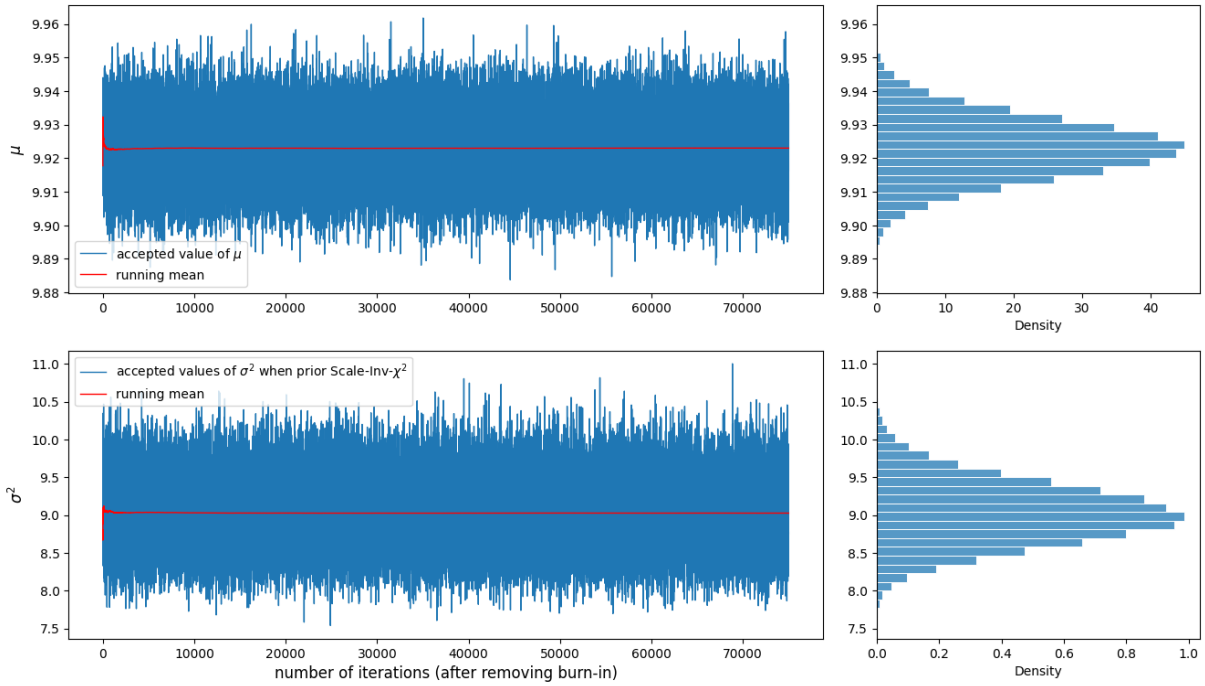 9.96
9.95
9.94
9.93
9.92
9.91
9.90
9.89
9.88
μ
accepted value of μ
running mean
0 10000 20000 30000 40000 50000 60000 70000
9.96
9.95
9.94
9.93
9.92
9.91
9.90
9.89
9.88
0 10 20 30 40
Density
11.0
10.5
10.0
9.5
9.0
8.5
8.0
7.5
σ²
accepted values of σ² when prior Scale-Inv-χ²
running mean
0 10000 20000 30000 40000 50000 60000 70000
number of iterations (after removing burn-in)
11.0
10.5
10.0
9.5
9.0
8.5
8.0
7.5
0.0 0.2 0.4 0.6 0.8 1.0
Density